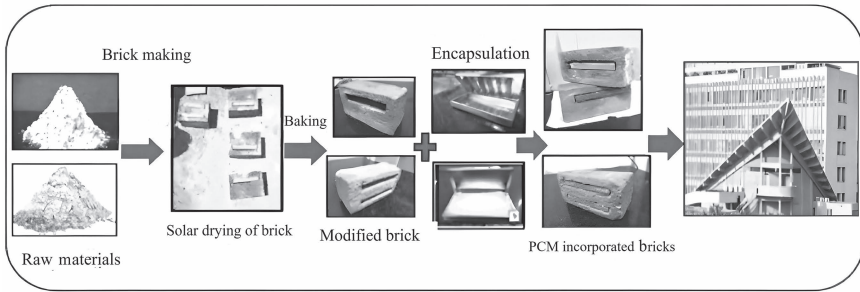 Brick making
Encapsulation
Baking
Solar drying of brick
Modified brick
PCM incorporated bricks
Raw materials